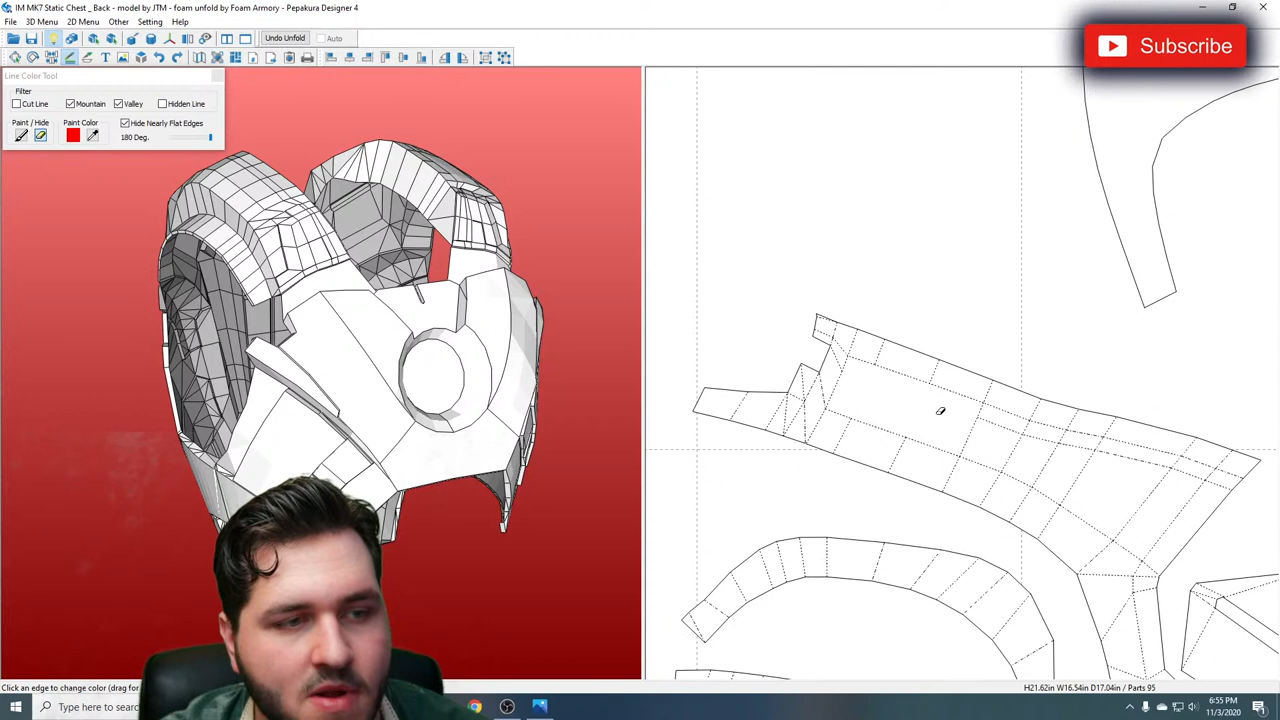 IM MK7 Static Chest _ Back - model by JTM - foam unfold by Foam Armory - Pepakura Designer 4
File 3D Menu 2D Menu Other Setting Help
Undo Unfold Auto
Subscribe
Line Color Tool
Filter
Cut Line Mountain Valley Hidden Line
Paint / Hide Paint Color Hide Nearly Flat Edges
180 Deg.
Click an edge to change color (drag for
H21.62in W16.54in D17.04in / Parts 95
Type here to search
6:55 PM
11/3/2020